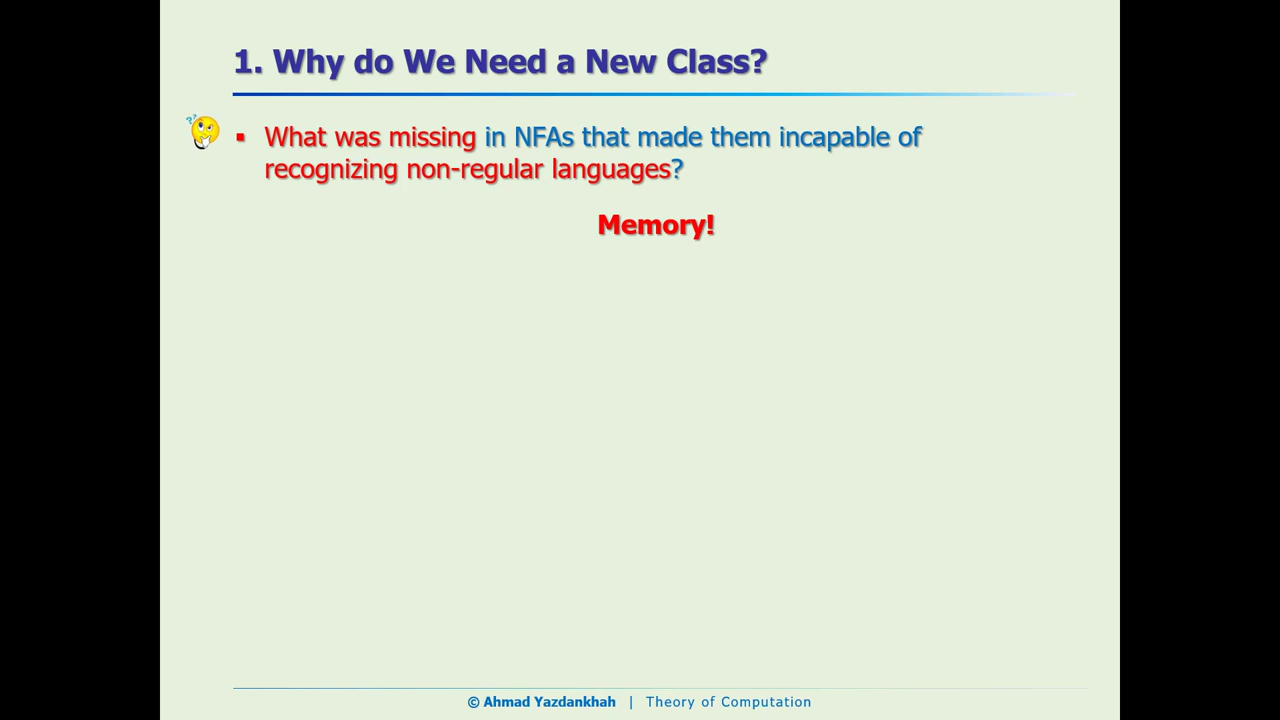 1. Why do We Need a New Class?
▪ What was missing in NFAs that made them incapable of
recognizing non-regular languages?
Memory!
© Ahmad Yazdankhah | Theory of Computation